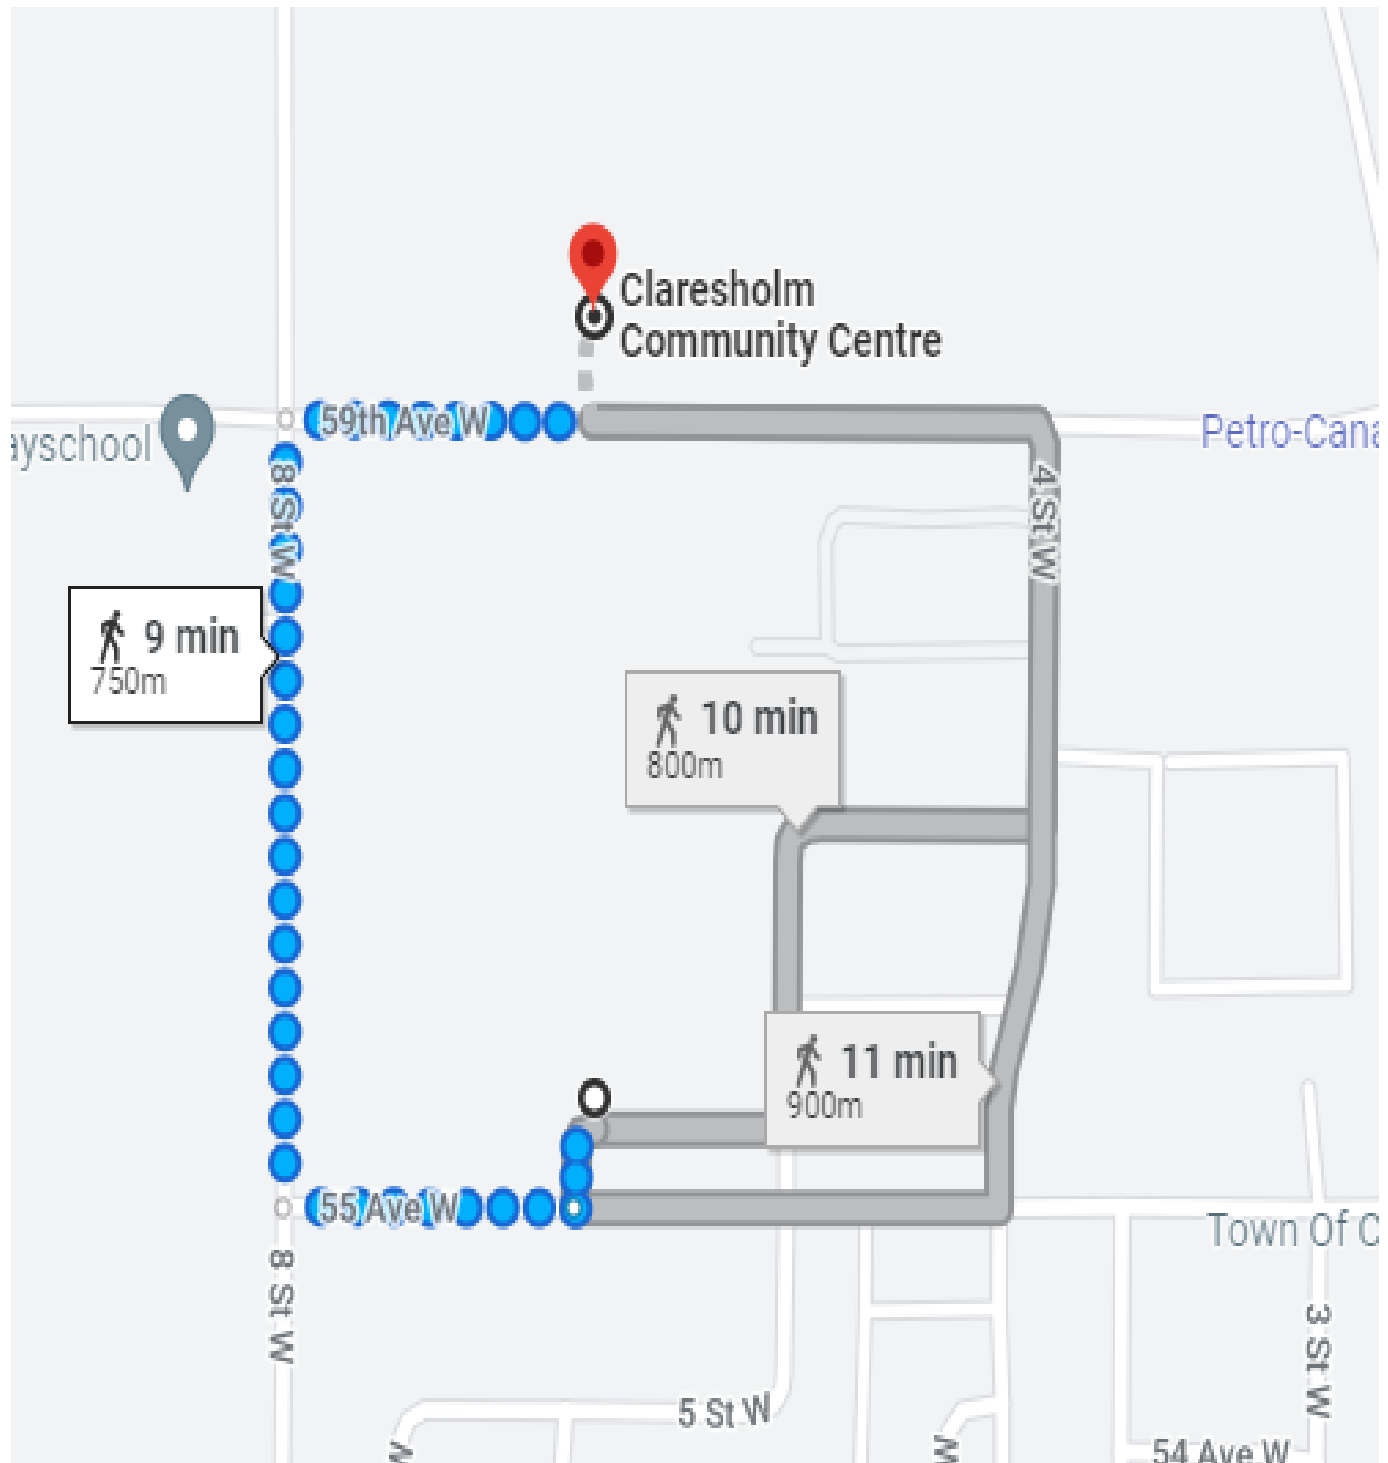 Claresholm
Community Centre
59th Ave W
ayschool
Petro-Cana
8 St W
4 St W
9 min
750m
10 min
800m
11 min
900m
55 Ave W
Town Of C
8 St W
3 St W
5 St W
W
W
54 Ave W